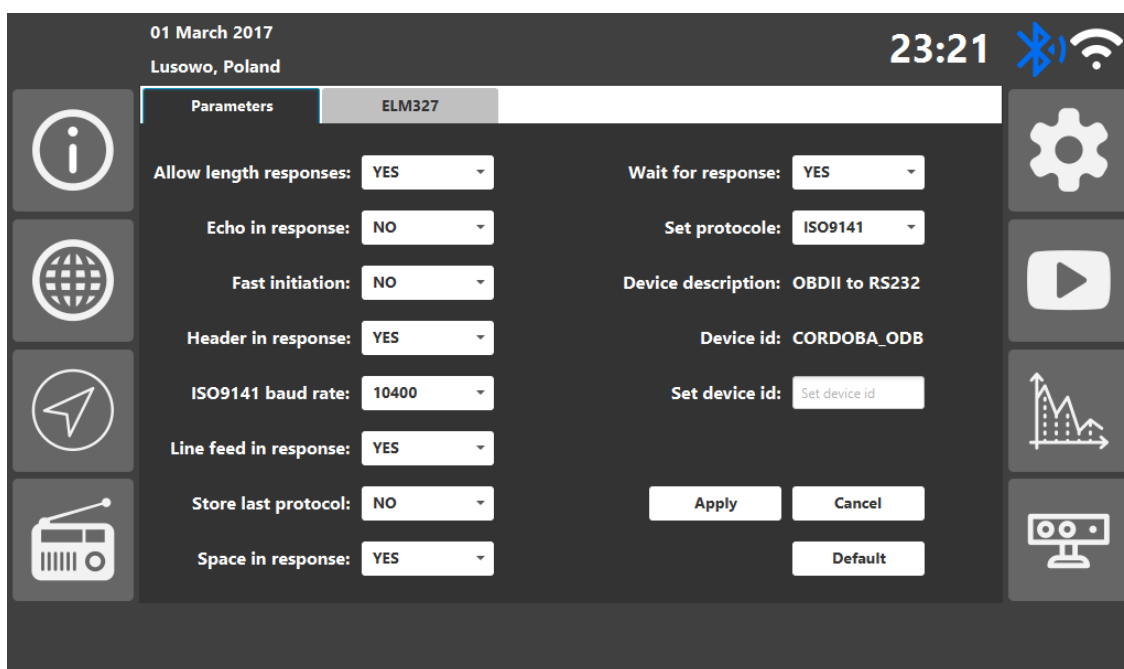 01 March 2017
Lusowo, Poland
23:21
Parameters
ELM327
Allow length responses: YES
Echo in response: NO
Fast initiation: NO
Header in response: YES
ISO9141 baud rate: 10400
Line feed in response: YES
Store last protocol: NO
Space in response: YES
Wait for response: YES
Set protocole: ISO9141
Device description: OBDII to RS232
Device id: CORDOBA_ODB
Set device id: Set device id
Apply
Cancel
Default